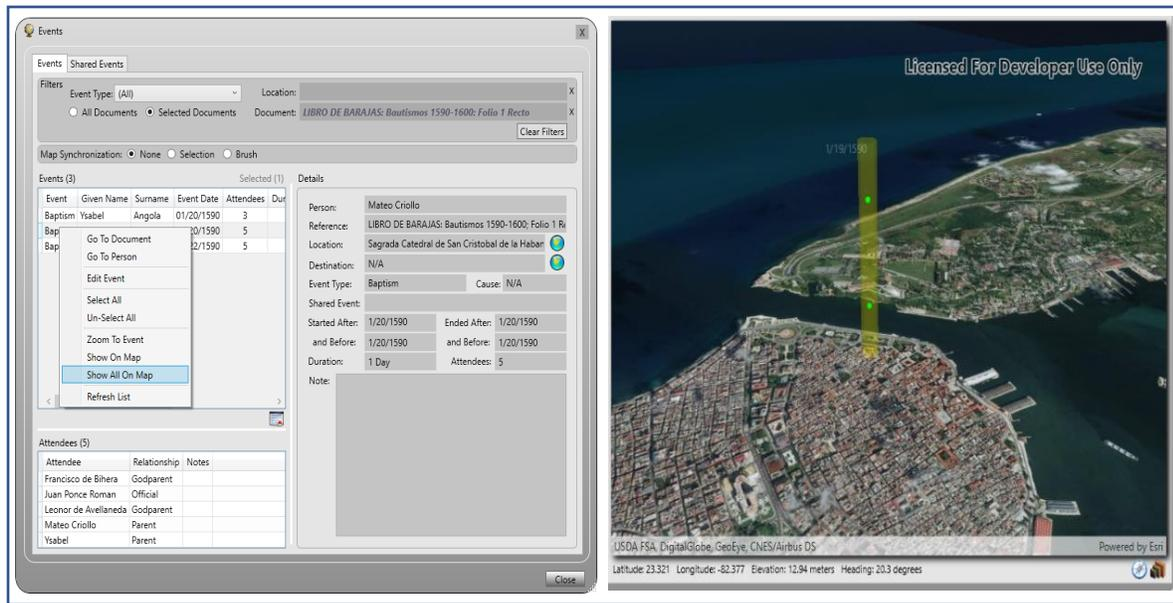 Events
X
Events Shared Events
Filters
Event Type: (All) Location: X
All Documents Selected Documents Document: LIBRO DE BARAJAS: Bautismos 1590-1600: Folio 1 Recto X
Clear Filters
Map Synchronization: None Selection Brush
Events (3) Selected (1)
Event Given Name Surname Event Date Attendees Dur
Baptism Ysabel Angola 01/20/1590 3
Bap 20/1590 5
Bap 22/1590 5
Go To Document
Go To Person
Edit Event
Select All
Un-Select All
Zoom To Event
Show On Map
Show All On Map
Refresh List
Attendees (5)
Attendee Relationship Notes
Francisco de Bihera Godparent
Juan Ponce Roman Official
Leonor de Avellaneda Godparent
Mateo Criollo Parent
Ysabel Parent
Details
Person: Mateo Criollo
Reference: LIBRO DE BARAJAS: Bautismos 1590-1600; Folio 1 R
Location: Sagrada Catedral de San Cristobal de la Haban
Destination: N/A
Event Type: Baptism Cause: N/A
Shared Event:
Started After: 1/20/1590 Ended After: 1/20/1590
and Before: 1/20/1590 and Before: 1/20/1590
Duration: 1 Day Attendees: 5
Note:
Close
Licensed For Developer Use Only
1/19/1590
USDA FSA, DigitalGlobe, GeoEye, CNES/Airbus DS Powered by Esri
Latitude: 23.321 Longitude: -82.377 Elevation: 12.94 meters Heading: 20.3 degrees